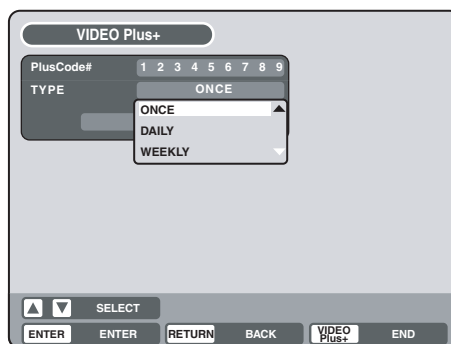 VIDEO Plus+
PlusCode# 1 2 3 4 5 6 7 8 9
TYPE ONCE
ONCE
DAILY
WEEKLY
SELECT
ENTER ENTER RETURN BACK VIDEO Plus+ END